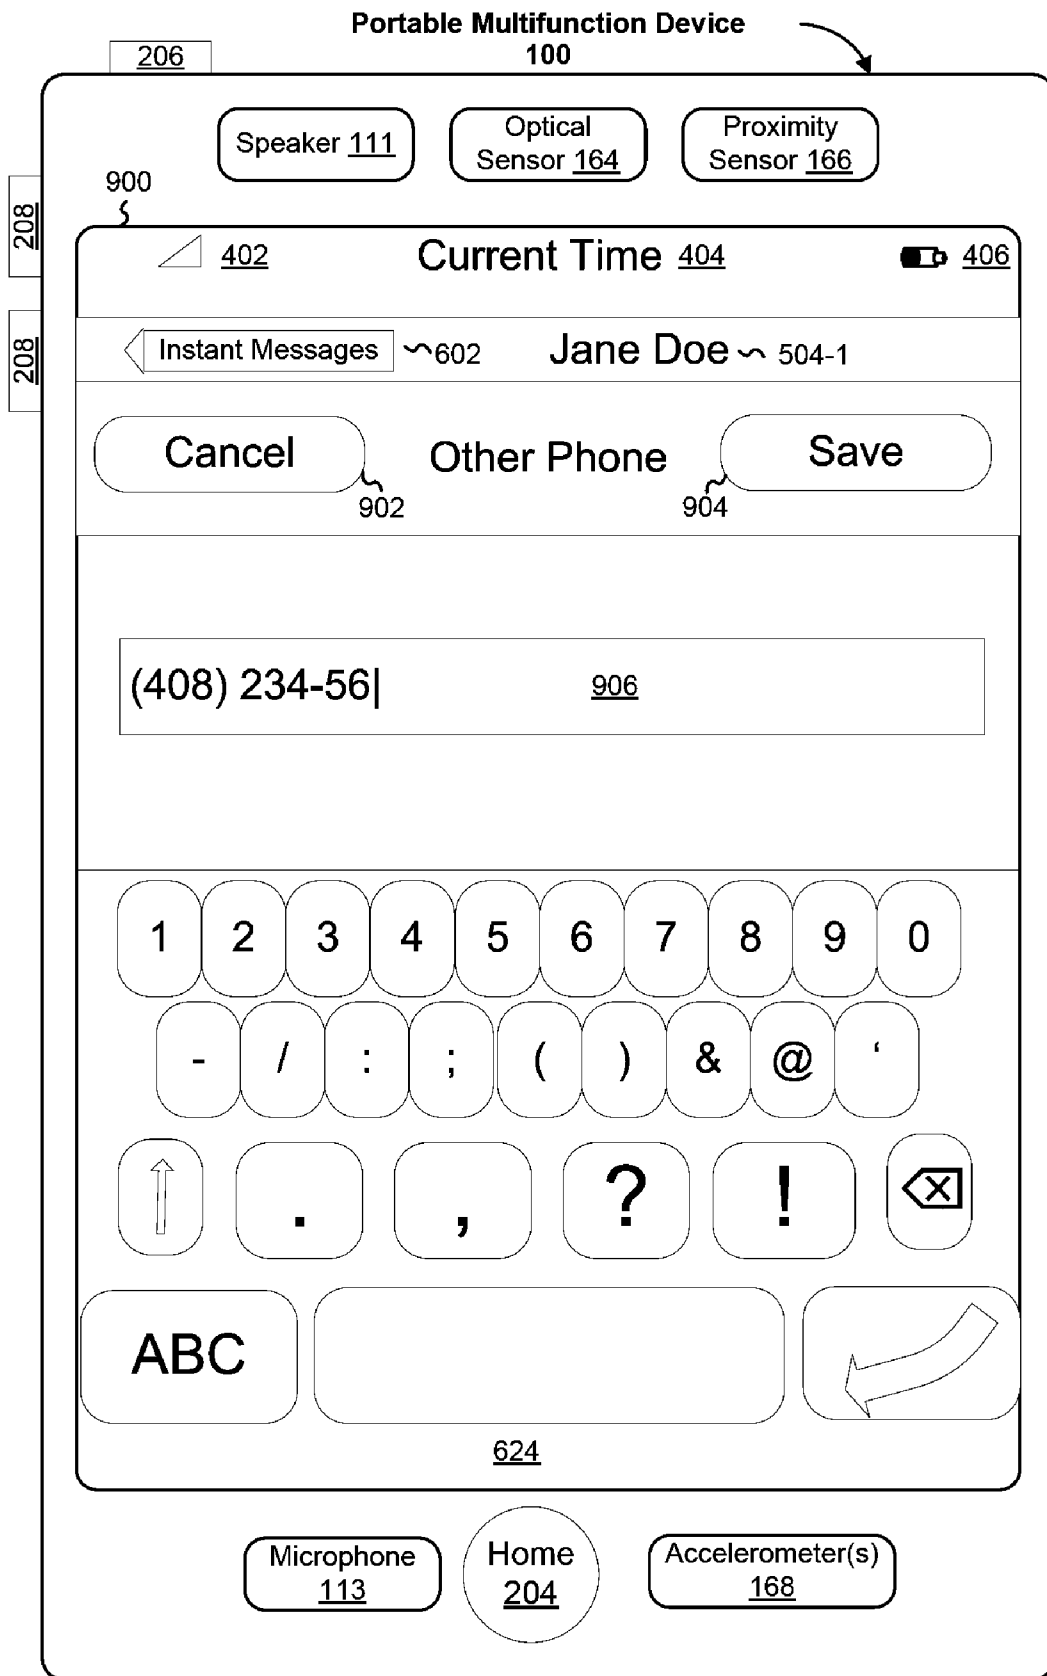 Portable Multifunction Device
100
206
Speaker 111
Optical
Sensor 164
Proximity
Sensor 166
900
208
208
402
Current Time 404
406
Instant Messages
602
Jane Doe
504-1
Cancel
Other Phone
Save
902
904
(408) 234-56|
906
1 2 3 4 5 6 7 8 9 0
- / : ; ( ) & @ ‘
. , ? !
ABC
624
Microphone
113
Home
204
Accelerometer(s)
168